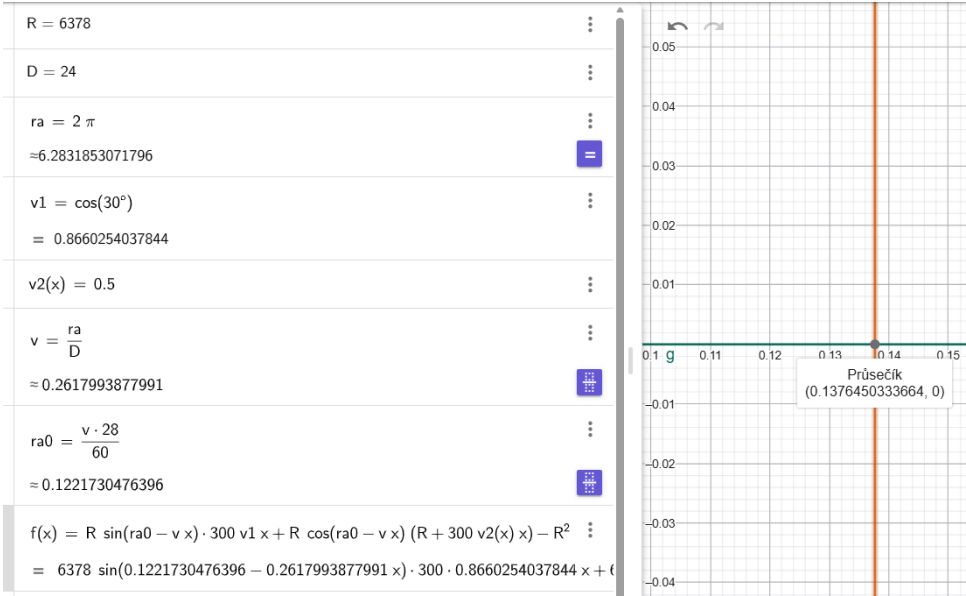 R = 6378
D = 24
ra = 2 π
≈6.2831853071796
=
v1 = cos(30°)
= 0.8660254037844
v2(x) = 0.5
v = ra/D
≈ 0.2617993877991
ra0 = v · 28/60
≈ 0.1221730476396
f(x) = R sin(ra0 − v x) · 300 v1 x + R cos(ra0 − v x) (R + 300 v2(x) x) − R²
= 6378 sin(0.1221730476396 − 0.2617993877991 x) · 300 · 0.8660254037844 x + 6
0.05
0.04
0.03
0.02
0.01
0.1 g 0.11 0.12 0.13 0.14 0.15
Průsečík
(0.1376450333664, 0)
−0.01
−0.02
−0.03
−0.04